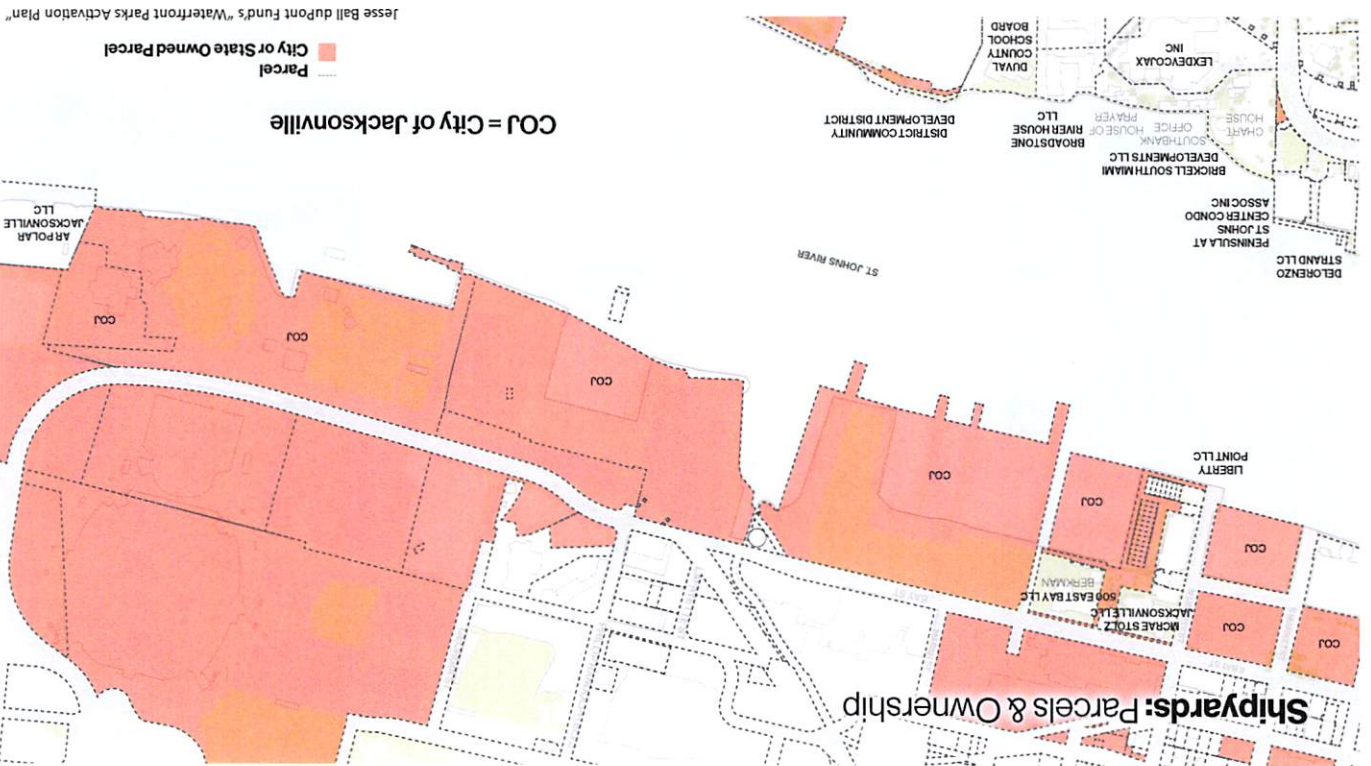 Shipyards: Parcels & Ownership
E BAY ST
BAY ST
COJ
COJ
MCRAE STOLZ
JACKSONVILLE LLC
500 EAST BAY LLC
BERKMAN
COJ
COJ
COJ
LIBERTY
POINT LLC
COJ
COJ
COJ
ST. JOHNS RIVER
AR POLAR
JACKSONVILLE
LLC
DELORENZO
STRAND LLC
PENINSULA AT
ST JOHNS
CENTER CONDO
ASSOC INC
BRICKELL SOUTH MIAMI
DEVELOPMENTS LLC
CHART
HOUSE
SOUTHBANK
OFFICE
HOUSE OF
PRAYER
BROADSTONE
RIVER HOUSE
LLC
DISTRICT COMMUNITY
DEVELOPMENT DISTRICT
LEXDEVCOJAX
INC
DUVAL
COUNTY
SCHOOL
BOARD
COJ = City of Jacksonville
Parcel
City or State Owned Parcel
Jesse Ball duPont Fund's "Waterfront Parks Activation Plan"